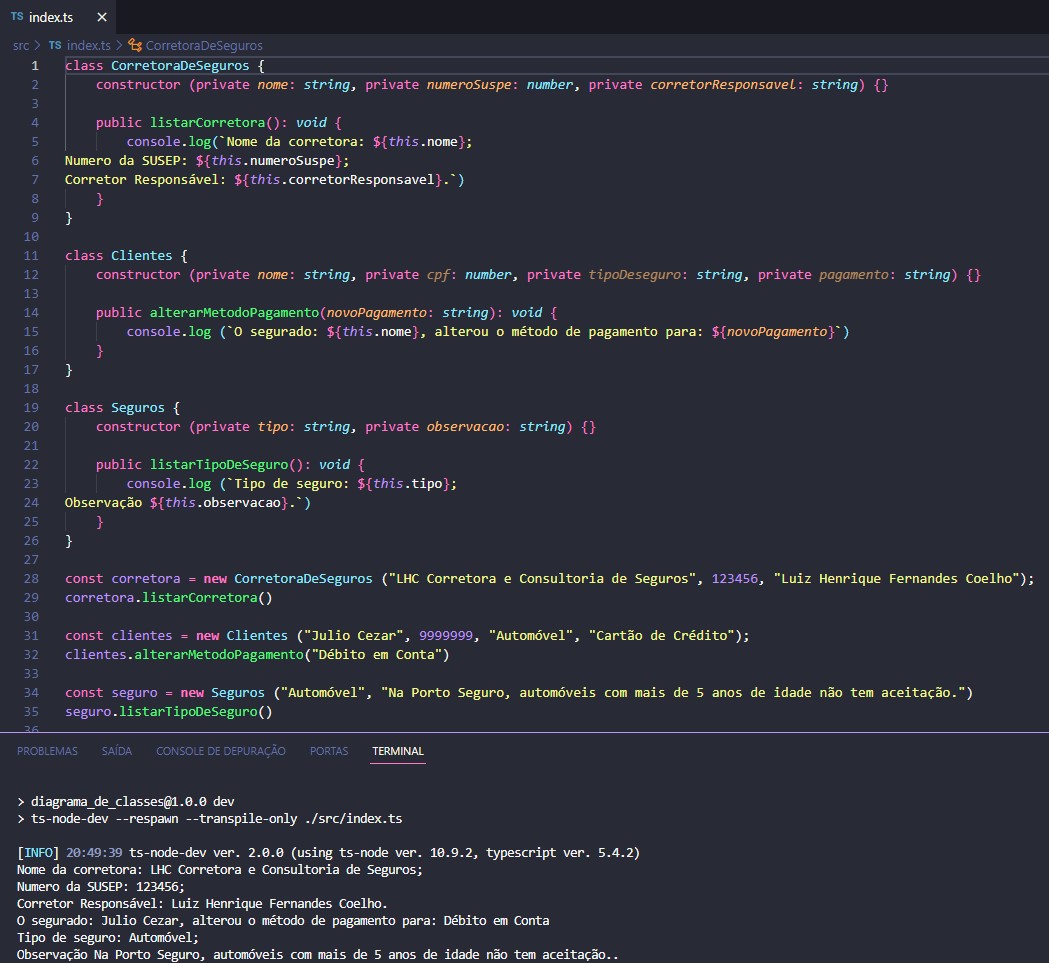 TS index.ts ×
src > TS index.ts > CorretoraDeSeguros
1 class CorretoraDeSeguros {
2 constructor (private nome: string, private numeroSuspe: number, private corretorResponsavel: string) {}
3
4 public listarCorretora(): void {
5 console.log(`Nome da corretora: ${this.nome};
6 Numero da SUSEP: ${this.numeroSuspe};
7 Corretor Responsável: ${this.corretorResponsavel}.`)
8 }
9 }
10
11 class Clientes {
12 constructor (private nome: string, private cpf: number, private tipoDeseguro: string, private pagamento: string) {}
13
14 public alterarMetodoPagamento(novoPagamento: string): void {
15 console.log (`O segurado: ${this.nome}, alterou o método de pagamento para: ${novoPagamento}`)
16 }
17 }
18
19 class Seguros {
20 constructor (private tipo: string, private observacao: string) {}
21
22 public listarTipoDeSeguro(): void {
23 console.log (`Tipo de seguro: ${this.tipo};
24 Observação ${this.observacao}.`)
25 }
26 }
27
28 const corretora = new CorretoraDeSeguros ("LHC Corretora e Consultoria de Seguros", 123456, "Luiz Henrique Fernandes Coelho");
29 corretora.listarCorretora()
30
31 const clientes = new Clientes ("Julio Cezar", 9999999, "Automóvel", "Cartão de Crédito");
32 clientes.alterarMetodoPagamento("Débito em Conta")
33
34 const seguro = new Seguros ("Automóvel", "Na Porto Seguro, automóveis com mais de 5 anos de idade não tem aceitação.")
35 seguro.listarTipoDeSeguro()
36
PROBLEMAS SAÍDA CONSOLE DE DEPURAÇÃO PORTAS TERMINAL
> diagrama_de_classes@1.0.0 dev
> ts-node-dev --respawn --transpile-only ./src/index.ts
[INFO] 20:49:39 ts-node-dev ver. 2.0.0 (using ts-node ver. 10.9.2, typescript ver. 5.4.2)
Nome da corretora: LHC Corretora e Consultoria de Seguros;
Numero da SUSEP: 123456;
Corretor Responsável: Luiz Henrique Fernandes Coelho.
O segurado: Julio Cezar, alterou o método de pagamento para: Débito em Conta
Tipo de seguro: Automóvel;
Observação Na Porto Seguro, automóveis com mais de 5 anos de idade não tem aceitação..